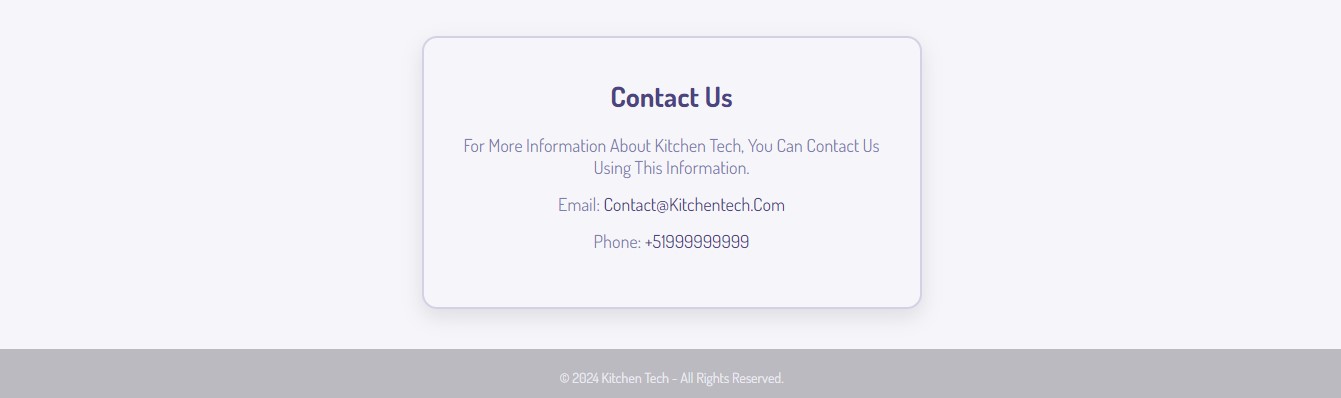 Contact Us
For More Information About Kitchen Tech, You Can Contact Us
Using This Information.
Email: Contact@Kitchentech.Com
Phone: +51999999999
© 2024 Kitchen Tech - All Rights Reserved.